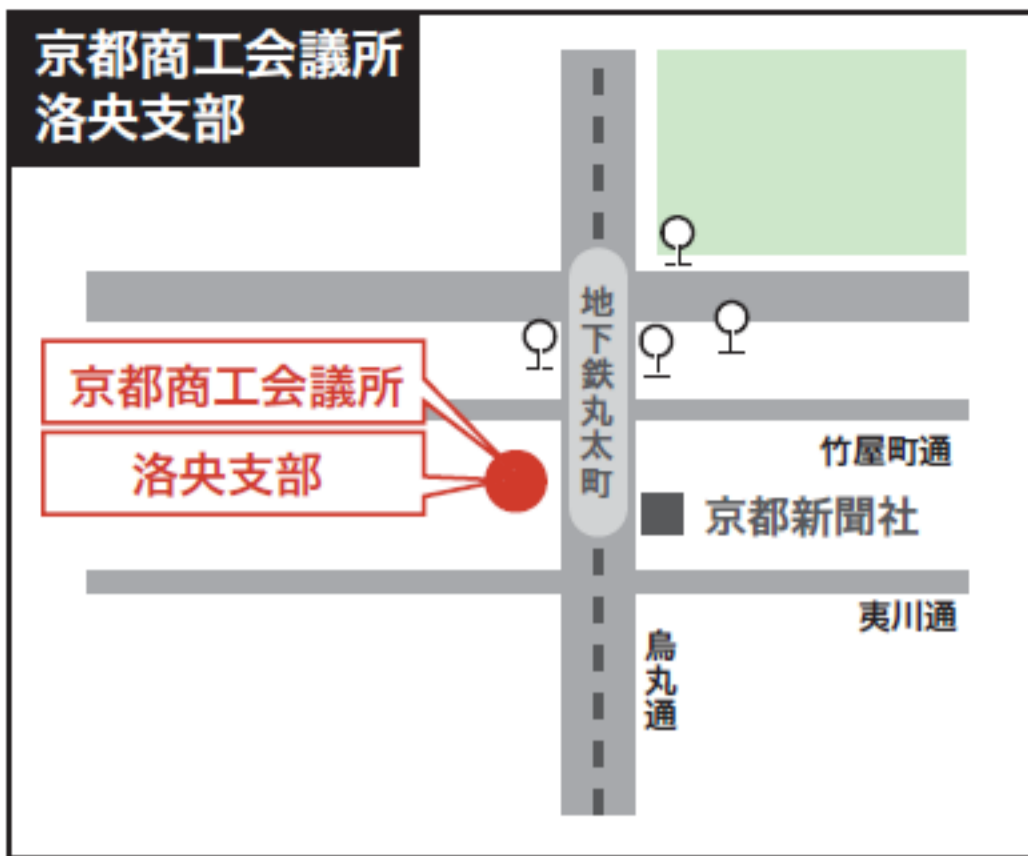 京都商工会議所
洛央支部
地下鉄丸太町
京都商工会議所
洛央支部
竹屋町通
京都新聞社
夷川通
烏丸通